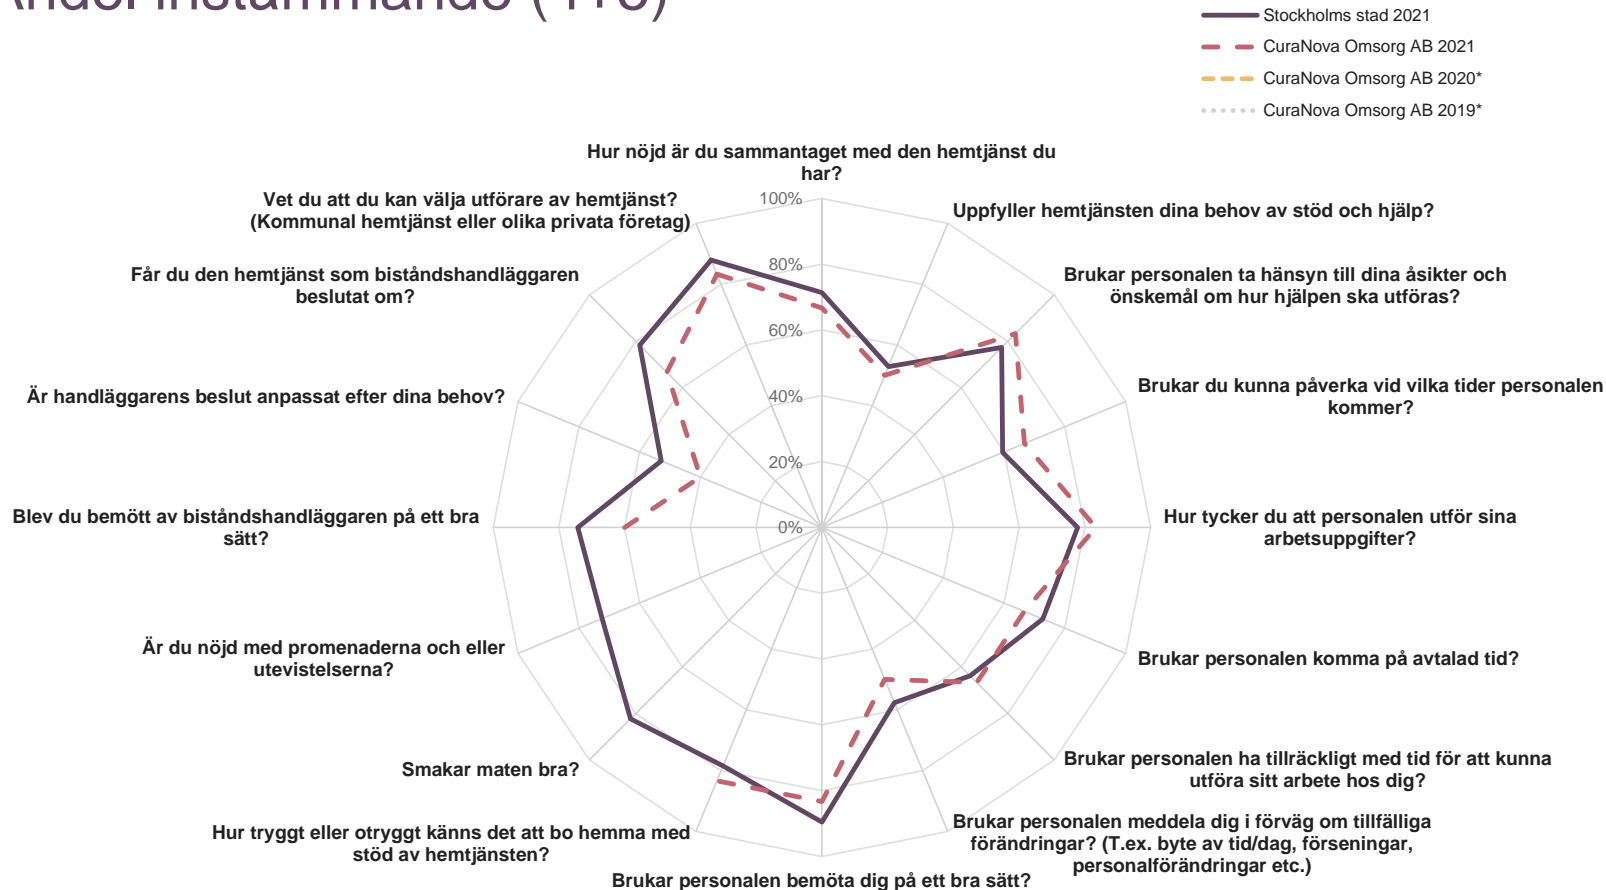 Andel instämmande (4+5)
Stockholms stad 2021
CuraNova Omsorg AB 2021
CuraNova Omsorg AB 2020*
CuraNova Omsorg AB 2019*
Hur nöjd är du sammantaget med den hemtjänst du
har?
Vet du att du kan välja utförare av hemtjänst?
(Kommunal hemtjänst eller olika privata företag)
Uppfyller hemtjänsten dina behov av stöd och hjälp?
Får du den hemtjänst som biståndshandläggaren
beslutat om?
Brukar personalen ta hänsyn till dina åsikter och
önskemål om hur hjälpen ska utföras?
Är handläggarens beslut anpassat efter dina behov?
Brukar du kunna påverka vid vilka tider personalen
kommer?
Blev du bemött av biståndshandläggaren på ett bra
sätt?
Hur tycker du att personalen utför sina
arbetsuppgifter?
Är du nöjd med promenaderna och eller
utevistelserna?
Brukar personalen komma på avtalad tid?
Smakar maten bra?
Brukar personalen ha tillräckligt med tid för att kunna
utföra sitt arbete hos dig?
Hur tryggt eller otryggt känns det att bo hemma med
stöd av hemtjänsten?
Brukar personalen meddela dig i förväg om tillfälliga
förändringar? (T.ex. byte av tid/dag, förseningar,
personalförändringar etc.)
Brukar personalen bemöta dig på ett bra sätt?
100%
80%
60%
40%
20%
0%